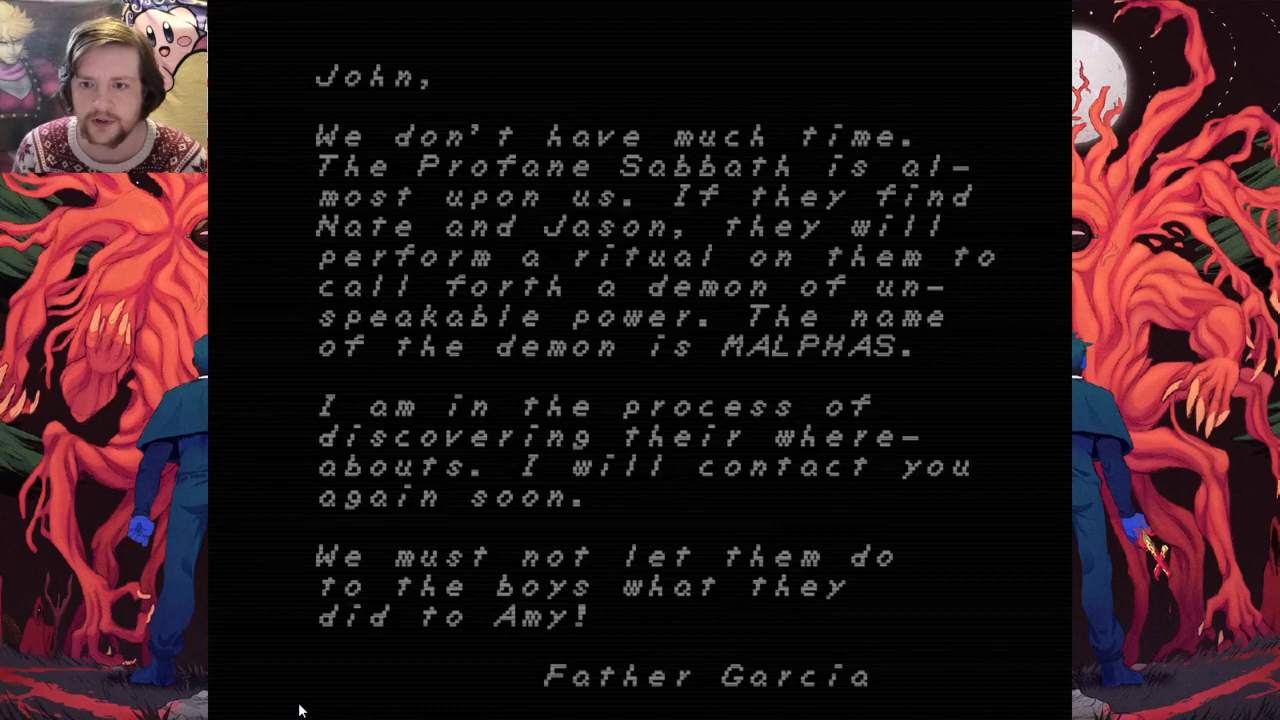 John,
We don't have much time.
The Profane Sabbath is al-
most upon us. If they find
Nate and Jason, they will
perform a ritual on them to
call forth a demon of un-
speakable power. The name
of the demon is MALPHAS.
I am in the process of
discovering their where-
abouts. I will contact you
again soon.
We must not let them do
to the boys what they
did to Amy!
Father Garcia